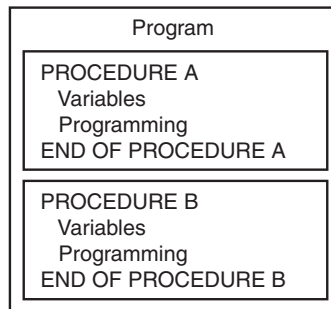 Program
PROCEDURE A
Variables
Programming
END OF PROCEDURE A
PROCEDURE B
Variables
Programming
END OF PROCEDURE B